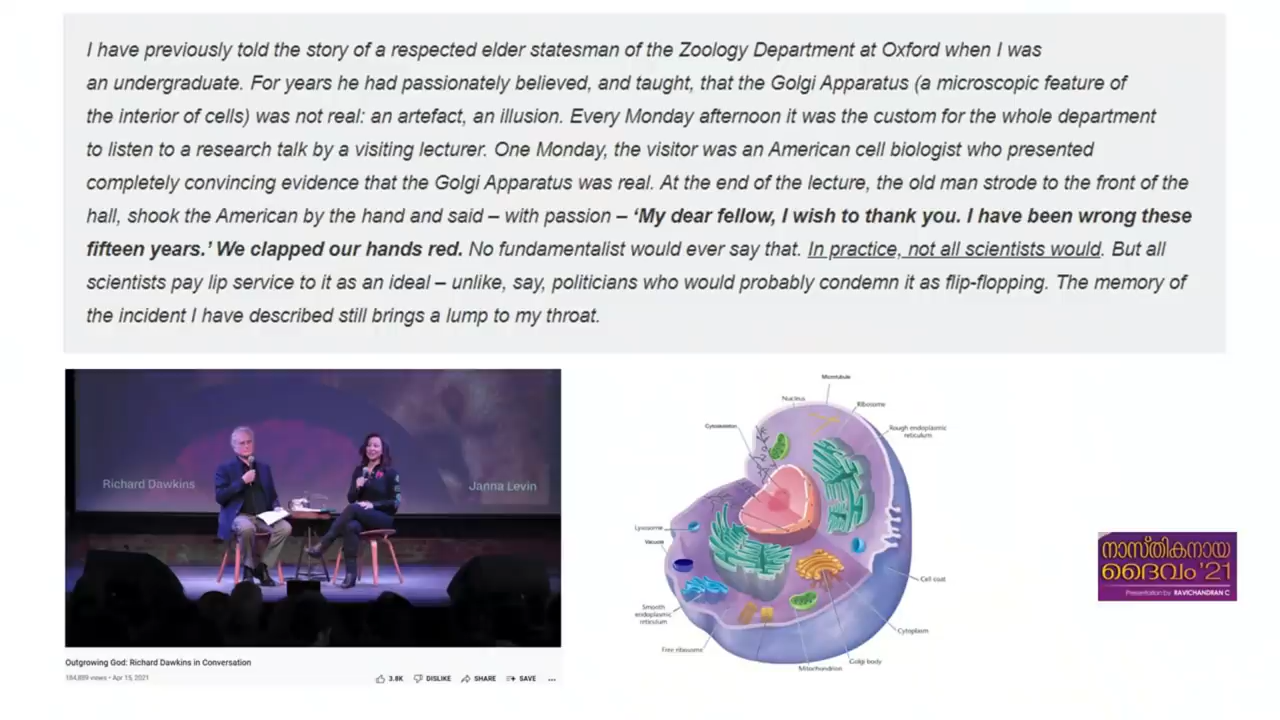 I have previously told the story of a respected elder statesman of the Zoology Department at Oxford when I was
an undergraduate. For years he had passionately believed, and taught, that the Golgi Apparatus (a microscopic feature of
the interior of cells) was not real: an artefact, an illusion. Every Monday afternoon it was the custom for the whole department
to listen to a research talk by a visiting lecturer. One Monday, the visitor was an American cell biologist who presented
completely convincing evidence that the Golgi Apparatus was real. At the end of the lecture, the old man strode to the front of the
hall, shook the American by the hand and said – with passion – ‘My dear fellow, I wish to thank you. I have been wrong these
fifteen years.’ We clapped our hands red. No fundamentalist would ever say that. In practice, not all scientists would. But all
scientists pay lip service to it as an ideal – unlike, say, politicians who would probably condemn it as flip-flopping. The memory of
the incident I have described still brings a lump to my throat.
Richard Dawkins
Janna Levin
Outgrowing God: Richard Dawkins in Conversation
184,889 views • Apr 15, 2021
3.8K DISLIKE SHARE SAVE ...
Microtubule
Nucleus
Ribosome
Cytoskeleton
Rough endoplasmic
reticulum
Lysosome
Vacuole
Smooth
endoplasmic
reticulum
Free ribosome
Mitochondrion
Golgi body
Cytoplasm
Cell coat
നാസ്തികനായ
ദൈവം'21
Presentation by RAVICHANDRAN C